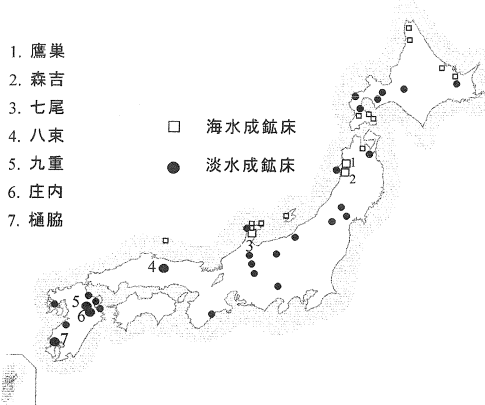 1. 鷹巣
2. 森吉
3. 七尾
4. 八束
5. 九重
6. 庄内
7. 樋脇
海水成鉱床
淡水成鉱床
1
2
3
4
5
6
7